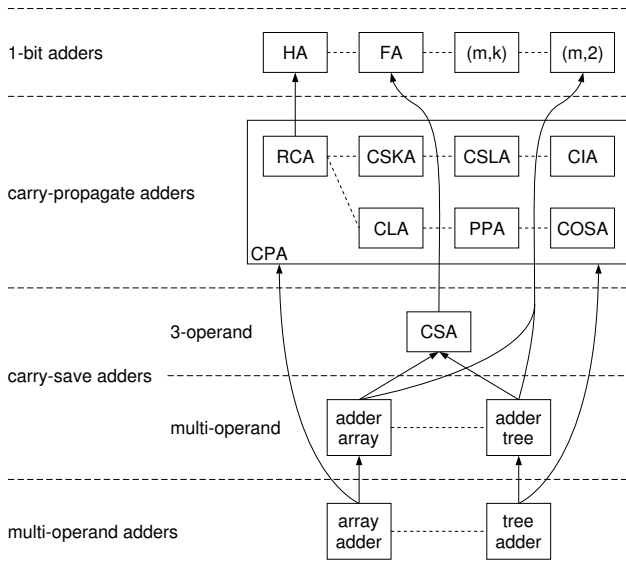 1-bit adders
HA
FA
(m,k)
(m,2)
carry-propagate adders
RCA
CSKA
CSLA
CIA
CLA
PPA
COSA
CPA
3-operand
CSA
carry-save adders
multi-operand
adder
array
adder
tree
multi-operand adders
array
adder
tree
adder